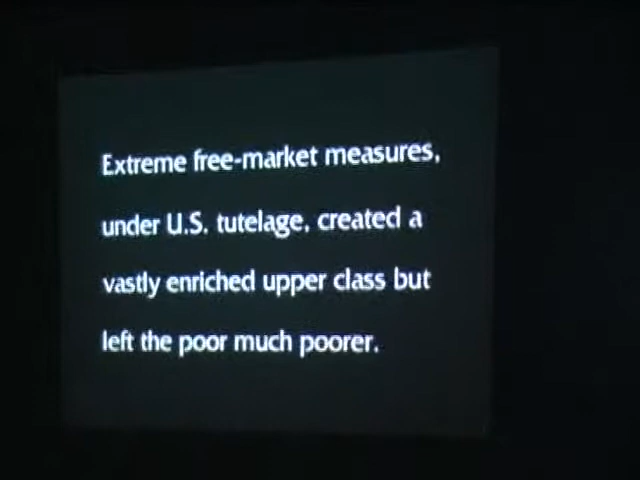 Extreme free-market measures,
under U.S. tutelage, created a
vastly enriched upper class but
left the poor much poorer.